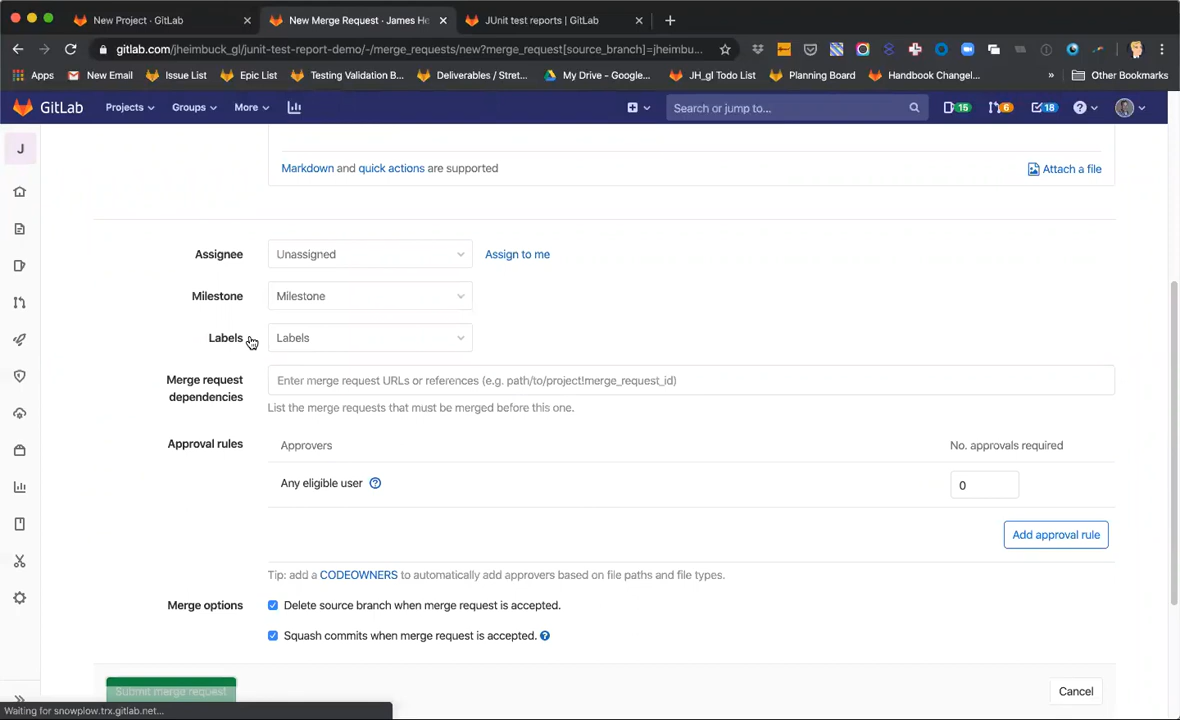 New Project · GitLab
New Merge Request · James He
JUnit test reports | GitLab
gitlab.com/jheimbuck_gl/junit-test-report-demo/-/merge_requests/new?merge_request[source_branch]=jheimbu...
Apps
New Email
Issue List
Epic List
Testing Validation B...
Deliverables / Stret...
My Drive - Google...
JH_gl Todo List
Planning Board
Handbook Changel...
»
Other Bookmarks
GitLab
Projects
Groups
More
Search or jump to...
15
6
18
J
Markdown and quick actions are supported
Attach a file
Assignee
Unassigned
Assign to me
Milestone
Milestone
Labels
Labels
Merge request
dependencies
Enter merge request URLs or references (e.g. path/to/project!merge_request_id)
List the merge requests that must be merged before this one.
Approval rules
Approvers
No. approvals required
Any eligible user
0
Add approval rule
Tip: add a CODEOWNERS to automatically add approvers based on file paths and file types.
Merge options
Delete source branch when merge request is accepted.
Squash commits when merge request is accepted.
Submit merge request
Cancel
Waiting for snowplow.trx.gitlab.net...